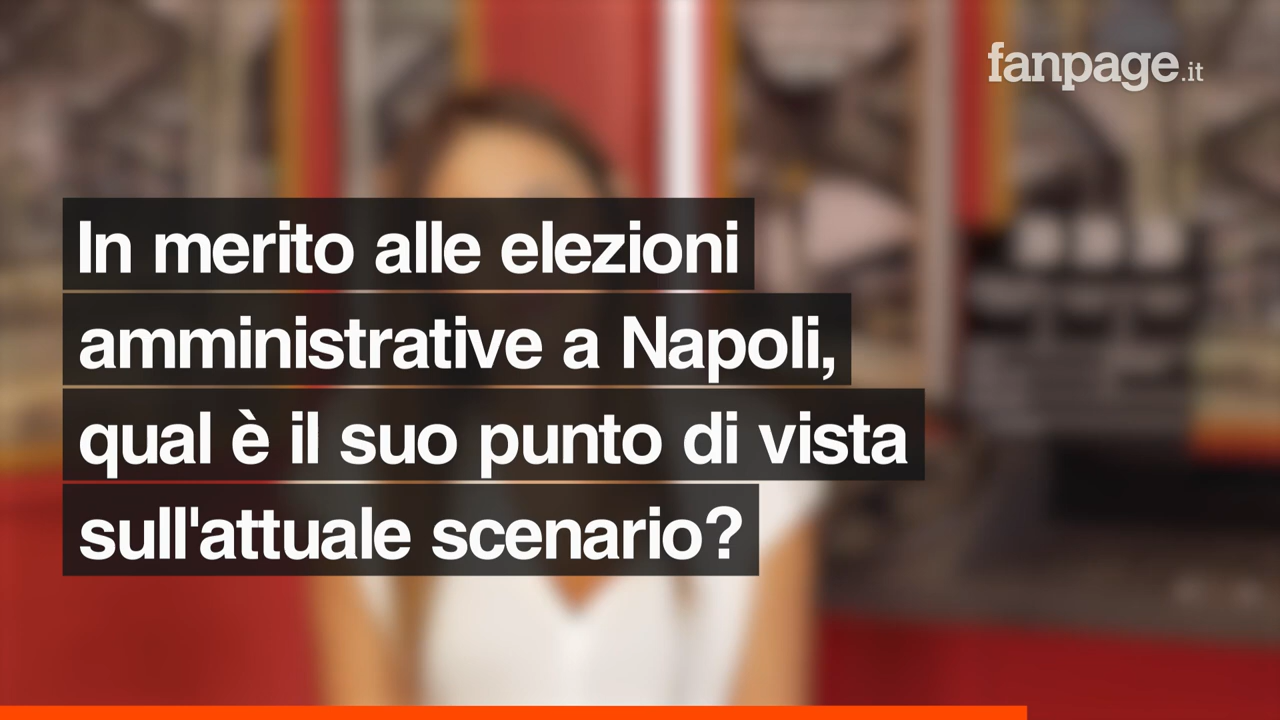 fanpage.it
In merito alle elezioni
amministrative a Napoli,
qual è il suo punto di vista
sull'attuale scenario?